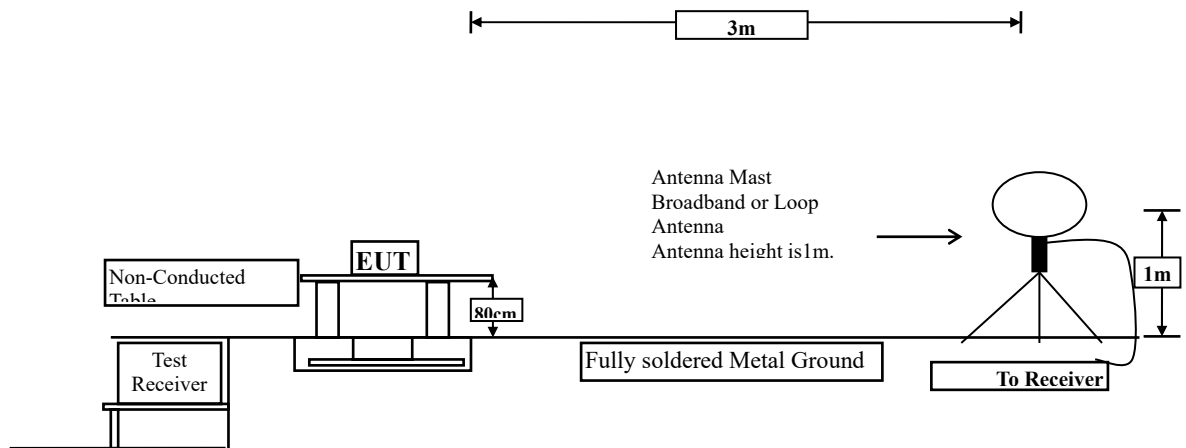 3m
Antenna Mast
Broadband or Loop
Antenna
Antenna height is1m.
EUT
Non-Conducted
Table
80cm
1m
Test
Receiver
Fully soldered Metal Ground
To Receiver